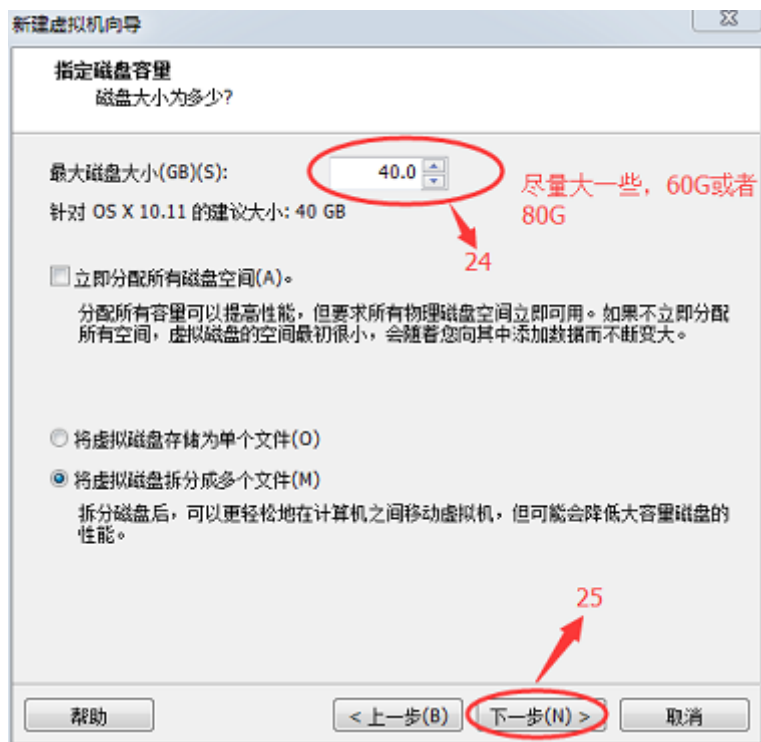 新建虚拟机向导
指定磁盘容量
磁盘大小为多少?
最大磁盘大小(GB)(S):
40.0
尽量大一些，60G或者
80G
针对 OS X 10.11 的建议大小: 40 GB
24
立即分配所有磁盘空间(A)。
分配所有容量可以提高性能，但要求所有物理磁盘空间立即可用。如果不立即分配
所有空间，虚拟磁盘的空间最初很小，会随着您向其中添加数据而不断变大。
将虚拟磁盘存储为单个文件(O)
将虚拟磁盘拆分成多个文件(M)
拆分磁盘后，可以更轻松地在计算机之间移动虚拟机，但可能会降低大容量磁盘的
性能。
25
帮助
< 上一步(B)
下一步(N) >
取消